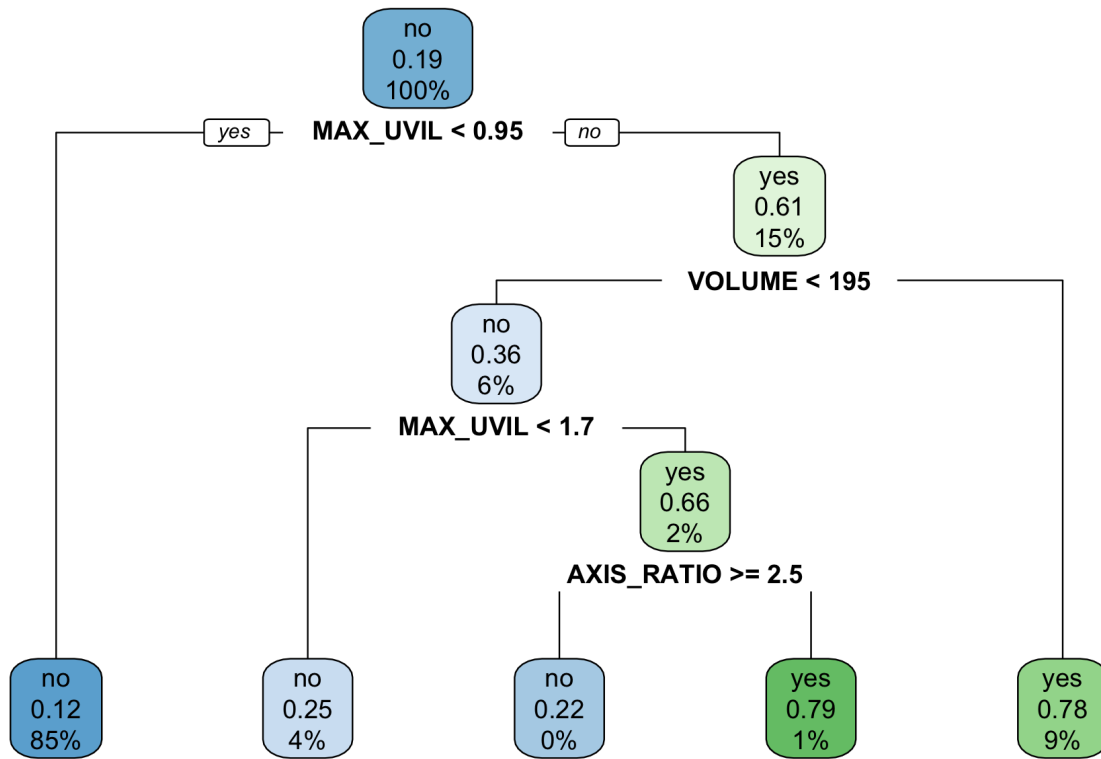 no
0.19
100%
yes
MAX_UVIL < 0.95
no
yes
0.61
15%
VOLUME < 195
no
0.36
6%
MAX_UVIL < 1.7
yes
0.66
2%
AXIS_RATIO >= 2.5
no
0.12
85%
no
0.25
4%
no
0.22
0%
yes
0.79
1%
yes
0.78
9%